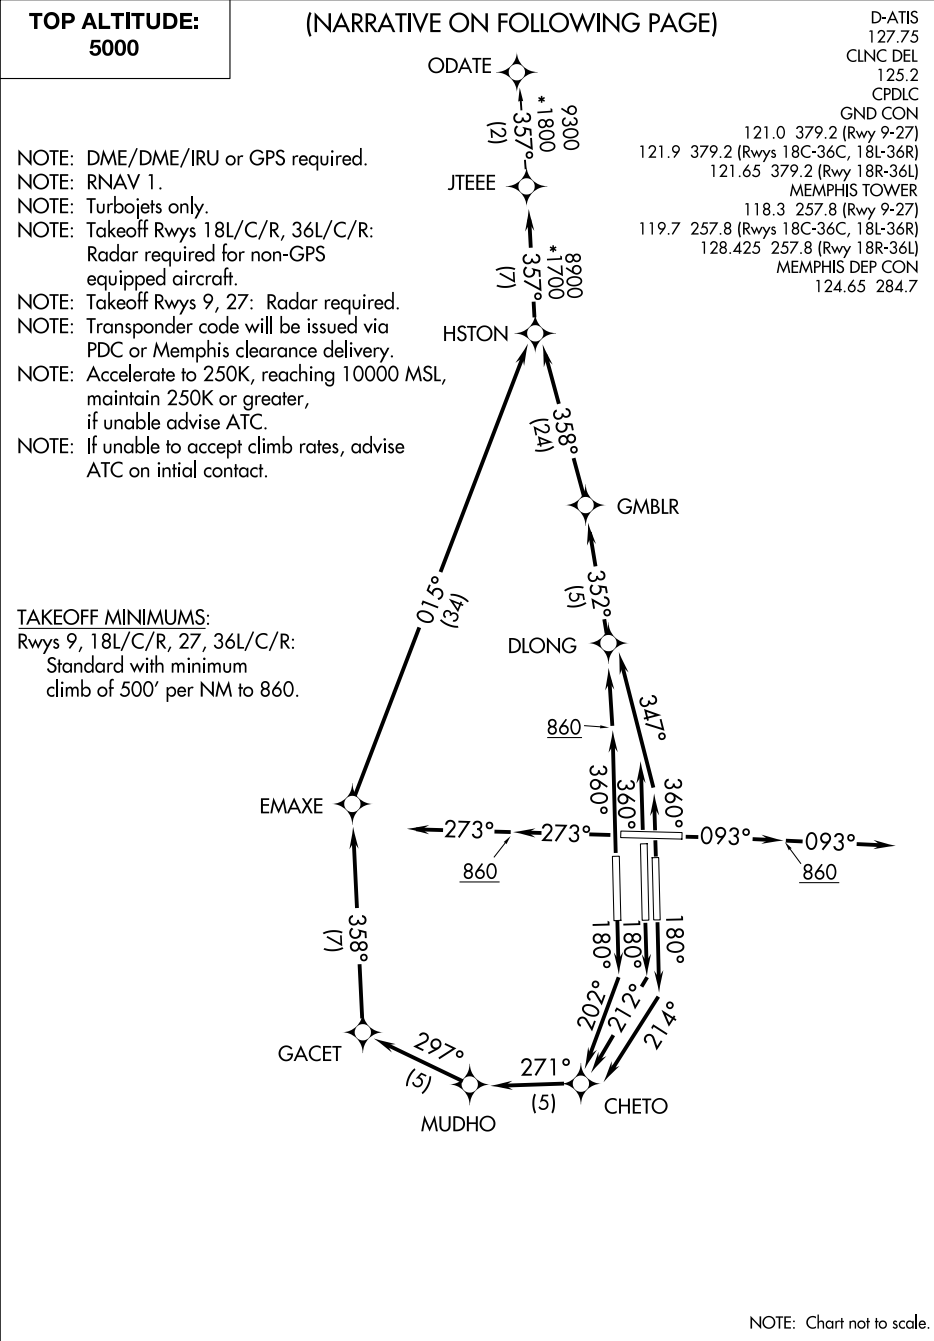 TOP ALTITUDE:
5000
(NARRATIVE ON FOLLOWING PAGE)
D-ATIS
127.75
CLNC DEL
125.2
CPDLC
GND CON
121.0 379.2 (Rwy 9-27)
121.9 379.2 (Rwys 18C-36C, 18L-36R)
121.65 379.2 (Rwy 18R-36L)
MEMPHIS TOWER
118.3 257.8 (Rwy 9-27)
119.7 257.8 (Rwys 18C-36C, 18L-36R)
128.425 257.8 (Rwy 18R-36L)
MEMPHIS DEP CON
124.65 284.7
NOTE: DME/DME/IRU or GPS required.
NOTE: RNAV 1.
NOTE: Turbojets only.
NOTE: Takeoff Rwys 18L/C/R, 36L/C/R:
Radar required for non-GPS
equipped aircraft.
NOTE: Takeoff Rwys 9, 27: Radar required.
NOTE: Transponder code will be issued via
PDC or Memphis clearance delivery.
NOTE: Accelerate to 250K, reaching 10000 MSL,
maintain 250K or greater,
if unable advise ATC.
NOTE: If unable to accept climb rates, advise
ATC on intial contact.
TAKEOFF MINIMUMS:
Rwys 9, 18L/C/R, 27, 36L/C/R:
Standard with minimum
climb of 500' per NM to 860.
ODATE
9300
*1800
357°
(2)
JTEEE
8900
*1700
357°
(7)
HSTON
358°
(24)
GMBLR
352°
(5)
DLONG
015°
(34)
347°
860
360°
360°
360°
EMAXE
273°
273°
093°
093°
860
860
358°
(7)
180°
180°
180°
202°
212°
214°
GACET
297°
(5)
MUDHO
271°
(5)
CHETO
NOTE: Chart not to scale.